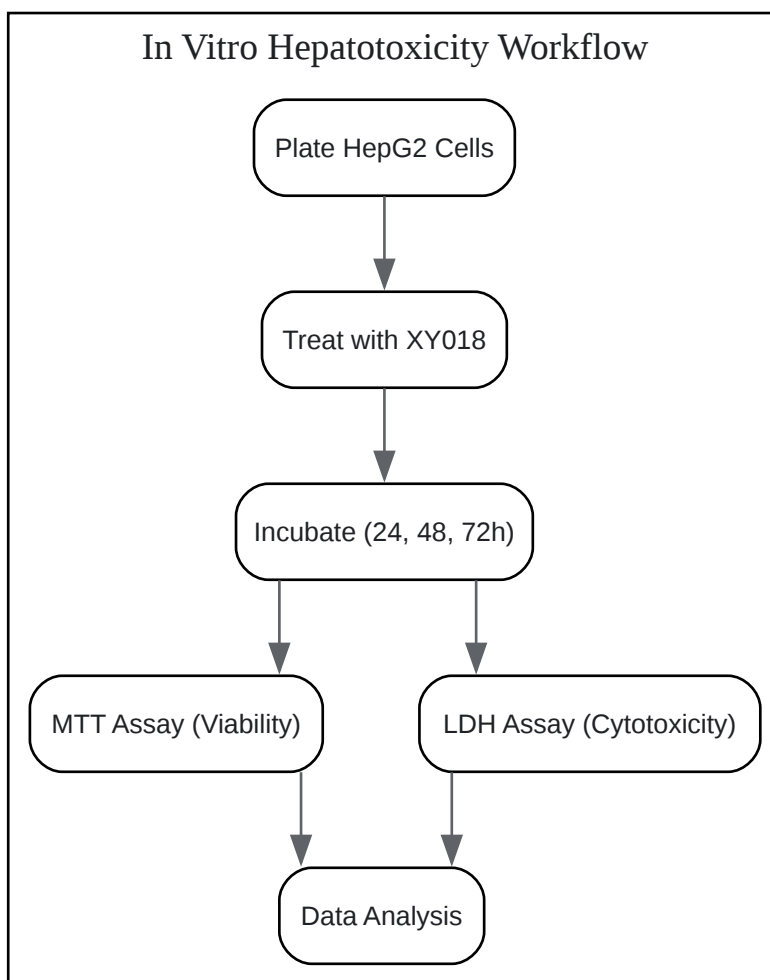 In Vitro Hepatotoxicity Workflow
Plate HepG2 Cells
Treat with XY018
Incubate (24, 48, 72h)
MTT Assay (Viability)
LDH Assay (Cytotoxicity)
Data Analysis